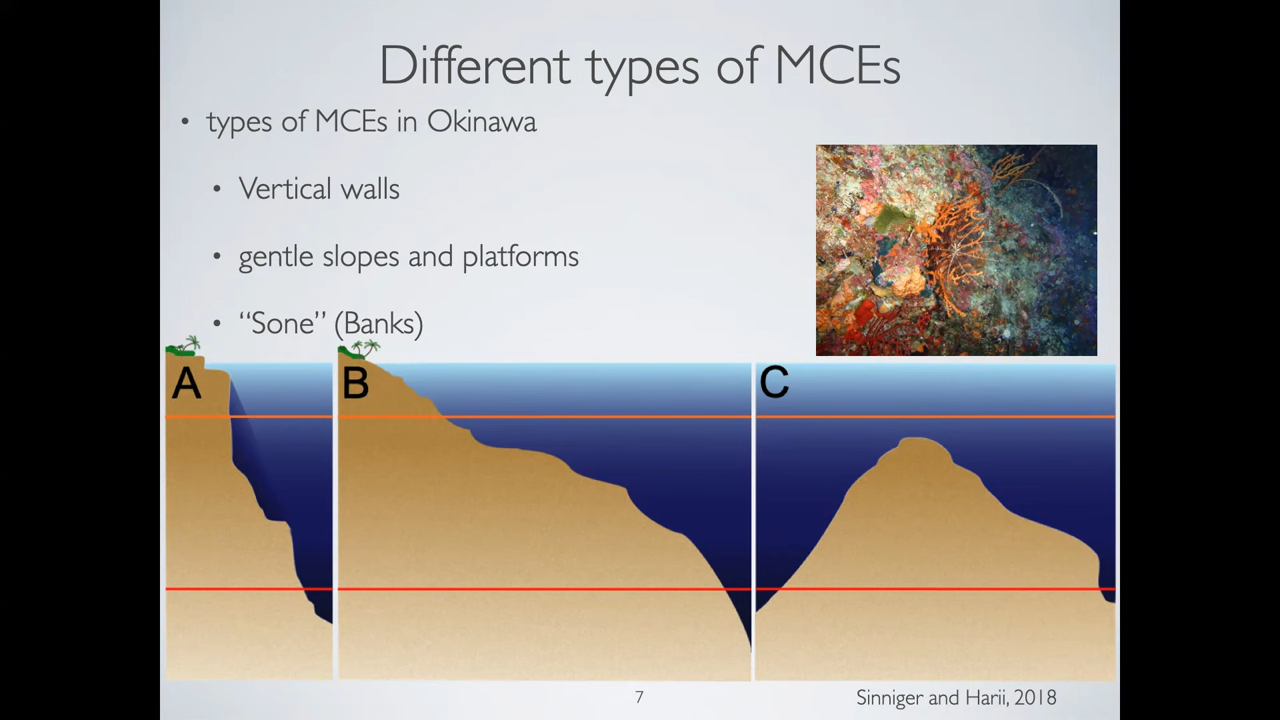 Different types of MCEs
• types of MCEs in Okinawa
• Vertical walls
• gentle slopes and platforms
• “Sone” (Banks)
A
B
C
7
Sinniger and Harii, 2018